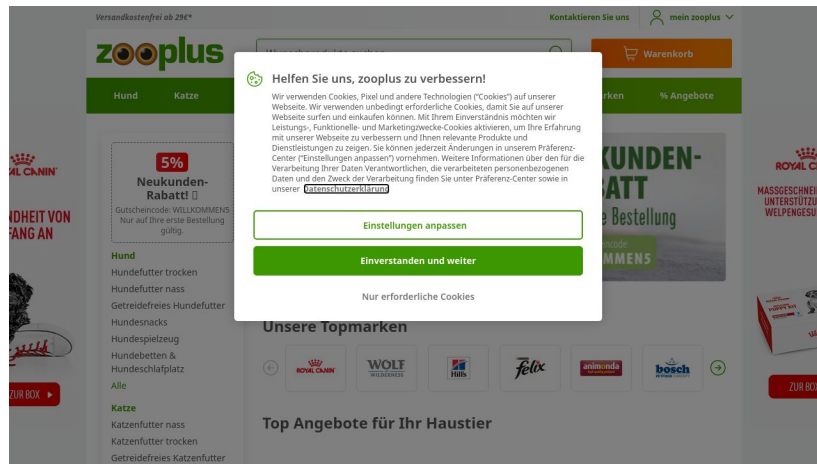 Versandkostenfrei ab 29€*
Kontaktieren Sie uns
mein zooplus
zooplus
Warenkorb
Hund
Katze
rken
% Angebote
Helfen Sie uns, zooplus zu verbessern!
Wir verwenden Cookies, Pixel und andere Technologien (“Cookies”) auf unserer
Webseite. Wir verwenden unbedingt erforderliche Cookies, damit Sie auf unserer
Webseite surfen und einkaufen können. Mit Ihrem Einverständnis möchten wir
Leistungs-, Funktionelle- und Marketingzwecke-Cookies aktivieren, um Ihre Erfahrung
mit unserer Webseite zu verbessern und Ihnen relevante Produkte und
Dienstleistungen zu zeigen. Sie können jederzeit Änderungen in unserem Präferenz-
Center (“Einstellungen anpassen”) vornehmen. Weitere Informationen über den für die
Verarbeitung Ihrer Daten Verantwortlichen, die verarbeiteten personenbezogenen
Daten und den Zweck der Verarbeitung finden Sie unter Präferenz-Center sowie in
unserer Datenschutzerklärung
Einstellungen anpassen
Einverstanden und weiter
Nur erforderliche Cookies
5%
Neukunden-
Rabatt!
Gutscheincode: WILLKOMMEN5
Nur auf Ihre erste Bestellung
gültig.
KUNDEN-
ATT
e Bestellung
incode
MMEN5
Hund
Hundefutter trocken
Hundefutter nass
Getreidefreies Hundefutter
Hundesnacks
Hundespielzeug
Hundebetten &
Hundeschlafplatz
Alle
Katze
Katzenfutter nass
Katzenfutter trocken
Getreidefreies Katzenfutter
Unsere Topmarken
ROYAL CANIN
WOLF
WILDERNESS
Hill's
felix
animonda
bosch
Top Angebote für Ihr Haustier
AL CANIN
NDHEIT VON
FANG AN
ZUR BOX
ROYAL C
MASSGESCHNEI
UNTERSTÜTZU
WELPENGESU
PUPPY BOX
ZUR BO